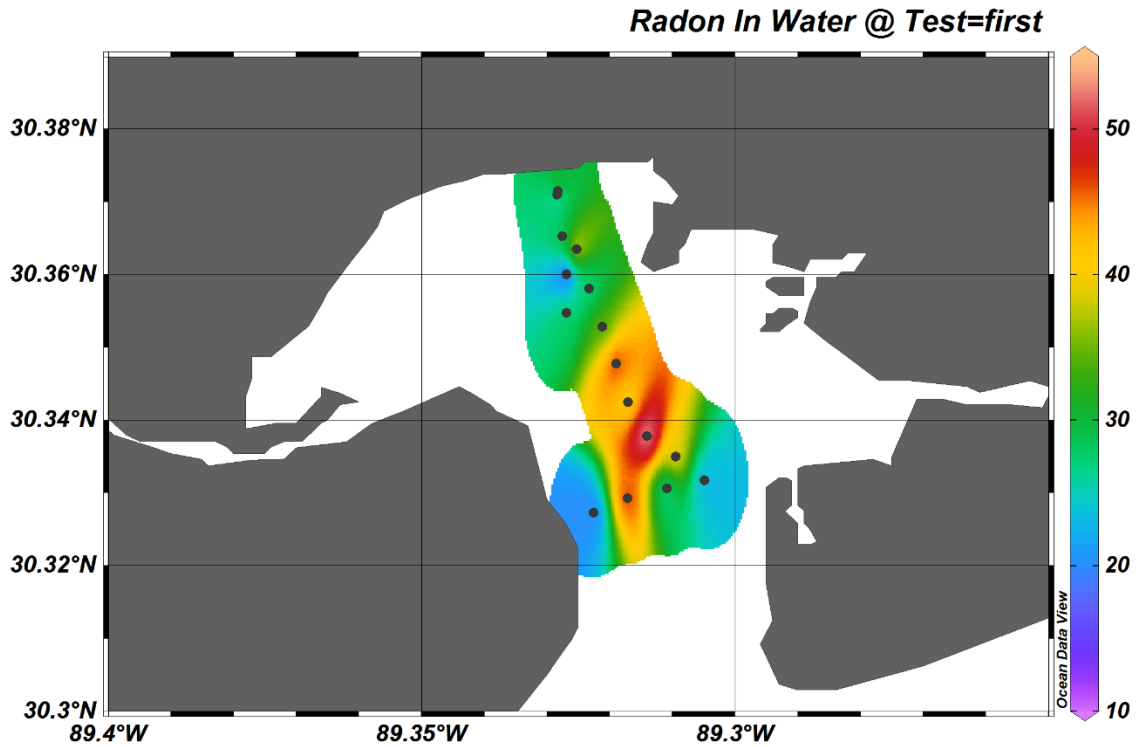 Radon In Water @ Test=first
30.38°N
30.36°N
30.34°N
30.32°N
30.3°N
89.4°W
89.35°W
89.3°W
50
40
30
20
10
Ocean Data View